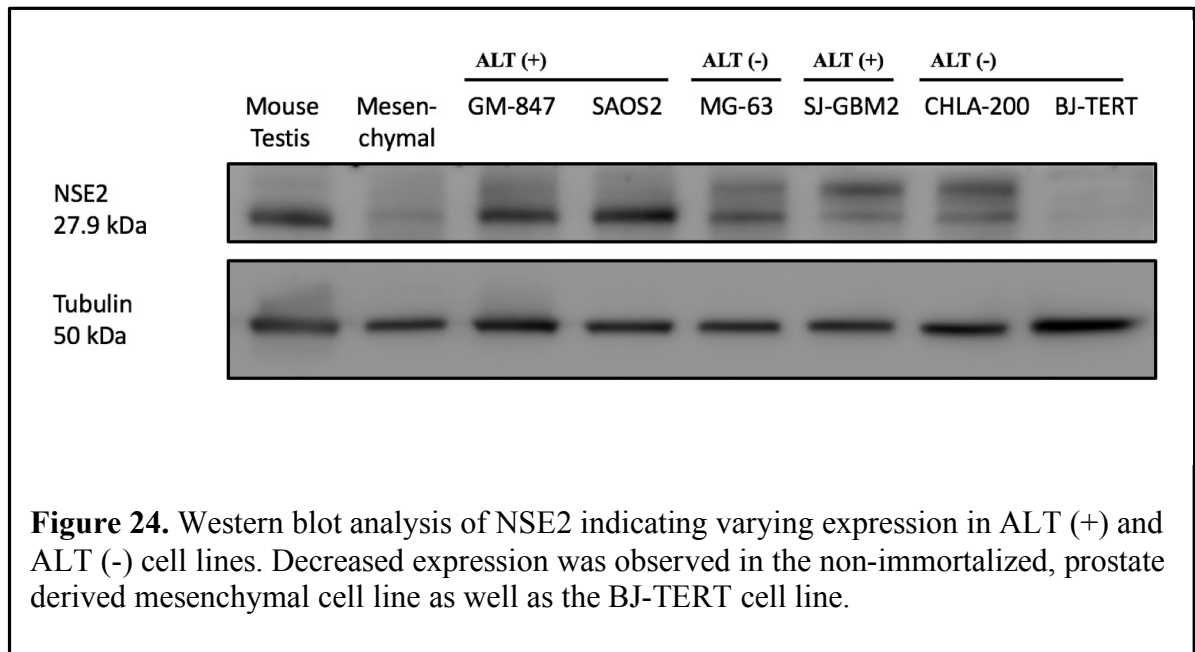 ALT (+) ALT (-) ALT (+) ALT (-)
Mouse Testis Mesen-chymal GM-847 SAOS2 MG-63 SJ-GBM2 CHLA-200 BJ-TERT
NSE2
27.9 kDa
Tubulin
50 kDa
Figure 24. Western blot analysis of NSE2 indicating varying expression in ALT (+) and
ALT (-) cell lines. Decreased expression was observed in the non-immortalized, prostate
derived mesenchymal cell line as well as the BJ-TERT cell line.